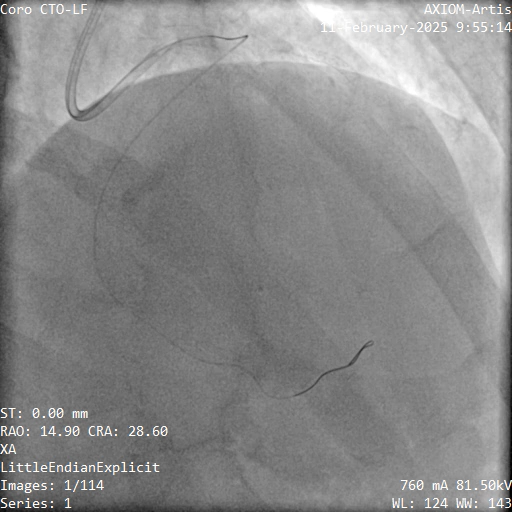 Coro CTO-LF
AXIOM-Artis
11-February-2025 9:55:14
ST: 0.00 mm
RAO: 14.90 CRA: 28.60
XA
LittleEndianExplicit
Images: 1/114
Series: 1
760 mA 81.50kV
WL: 124 WW: 143